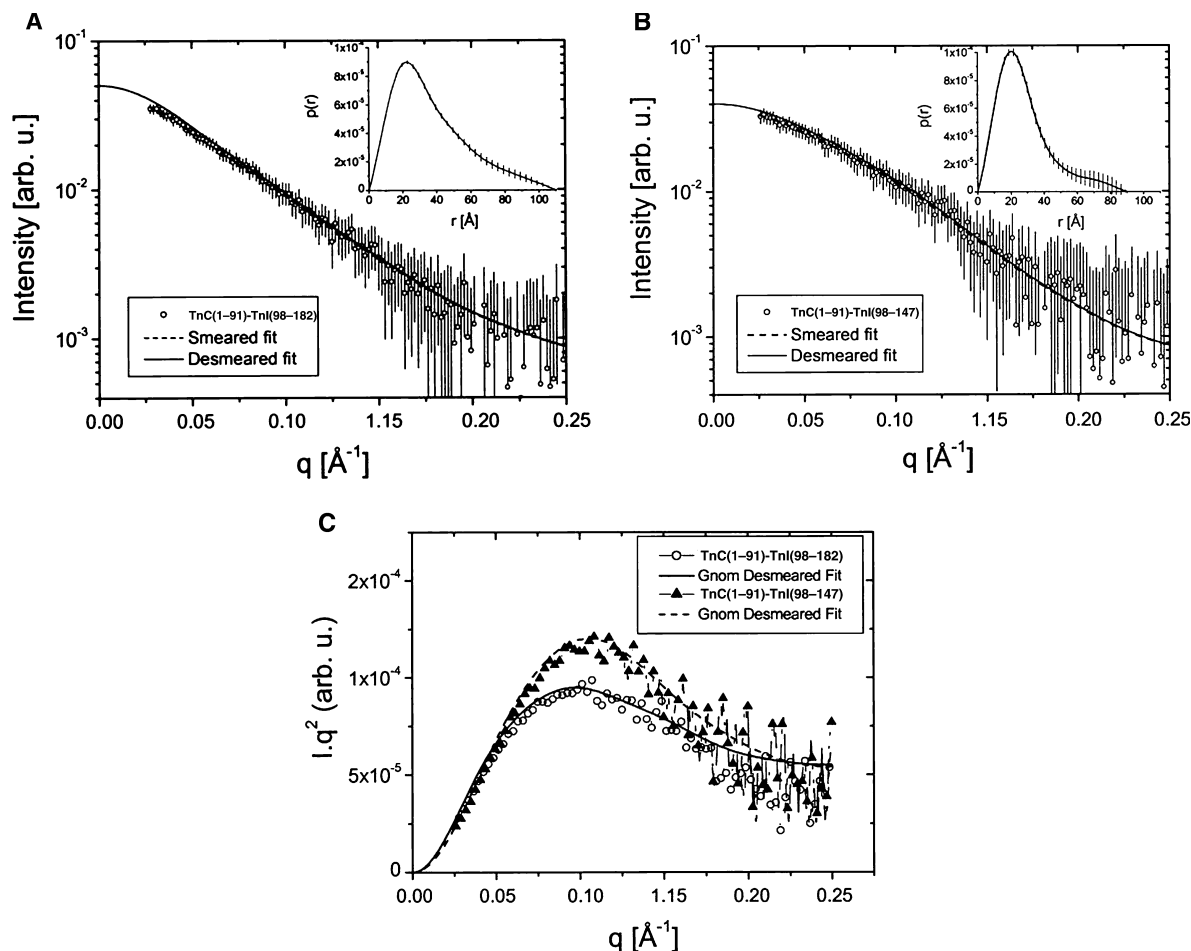 A
Intensity [arb. u.]
10⁻¹
10⁻²
10⁻³
0.00 0.05 0.10 0.15 0.20 0.25
q [Å⁻¹]
TnC(1–91)-TnI(98–182)
Smeared fit
Desmeared fit
p(r)
1x10⁻⁴
8x10⁻⁵
6x10⁻⁵
4x10⁻⁵
2x10⁻⁵
0 20 40 60 80 100
r [Å]
B
Intensity [arb. u.]
10⁻¹
10⁻²
10⁻³
0.00 0.05 0.10 0.15 0.20 0.25
q [Å⁻¹]
TnC(1–91)-TnI(98–147)
Smeared fit
Desmeared fit
p(r)
1x10⁻⁴
8x10⁻⁵
6x10⁻⁵
4x10⁻⁵
2x10⁻⁵
0
0 20 40 60 80 100
r [Å]
C
I.q² (arb. u.)
2x10⁻⁴
1x10⁻⁴
5x10⁻⁵
0
0.00 0.05 0.10 1.15 0.20 0.25
q [Å⁻¹]
TnC(1–91)-TnI(98–182)
Gnom Desmeared Fit
TnC(1–91)-TnI(98–147)
Gnom Desmeared Fit